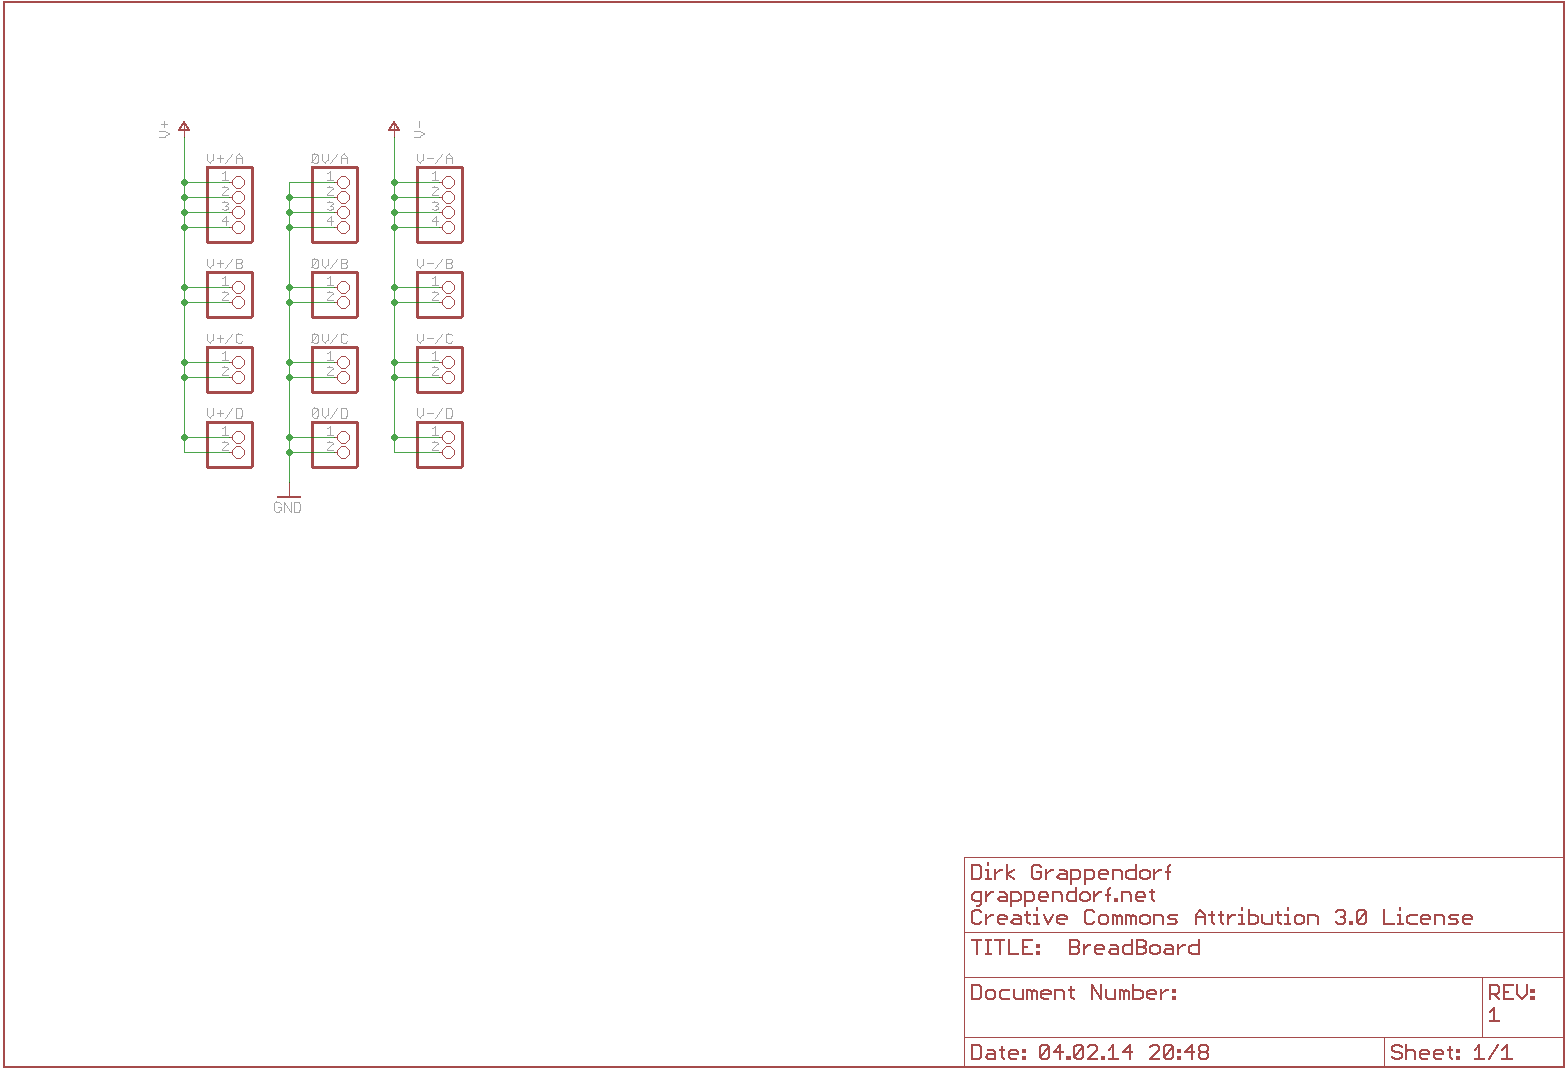 V+
V-
V+/A 0V/A V-/A
1 1 1
2 2 2
3 3 3
4 4 4
V+/B 0V/B V-/B
1 1 1
2 2 2
V+/C 0V/C V-/C
1 1 1
2 2 2
V+/D 0V/D V-/D
1 1 1
2 2 2
GND
Dirk Grappendorf
grappendorf.net
Creative Commons Attribution 3.0 License
TITLE: BreadBoard
Document Number:
REV:
1
Date: 04.02.14 20:48
Sheet: 1/1